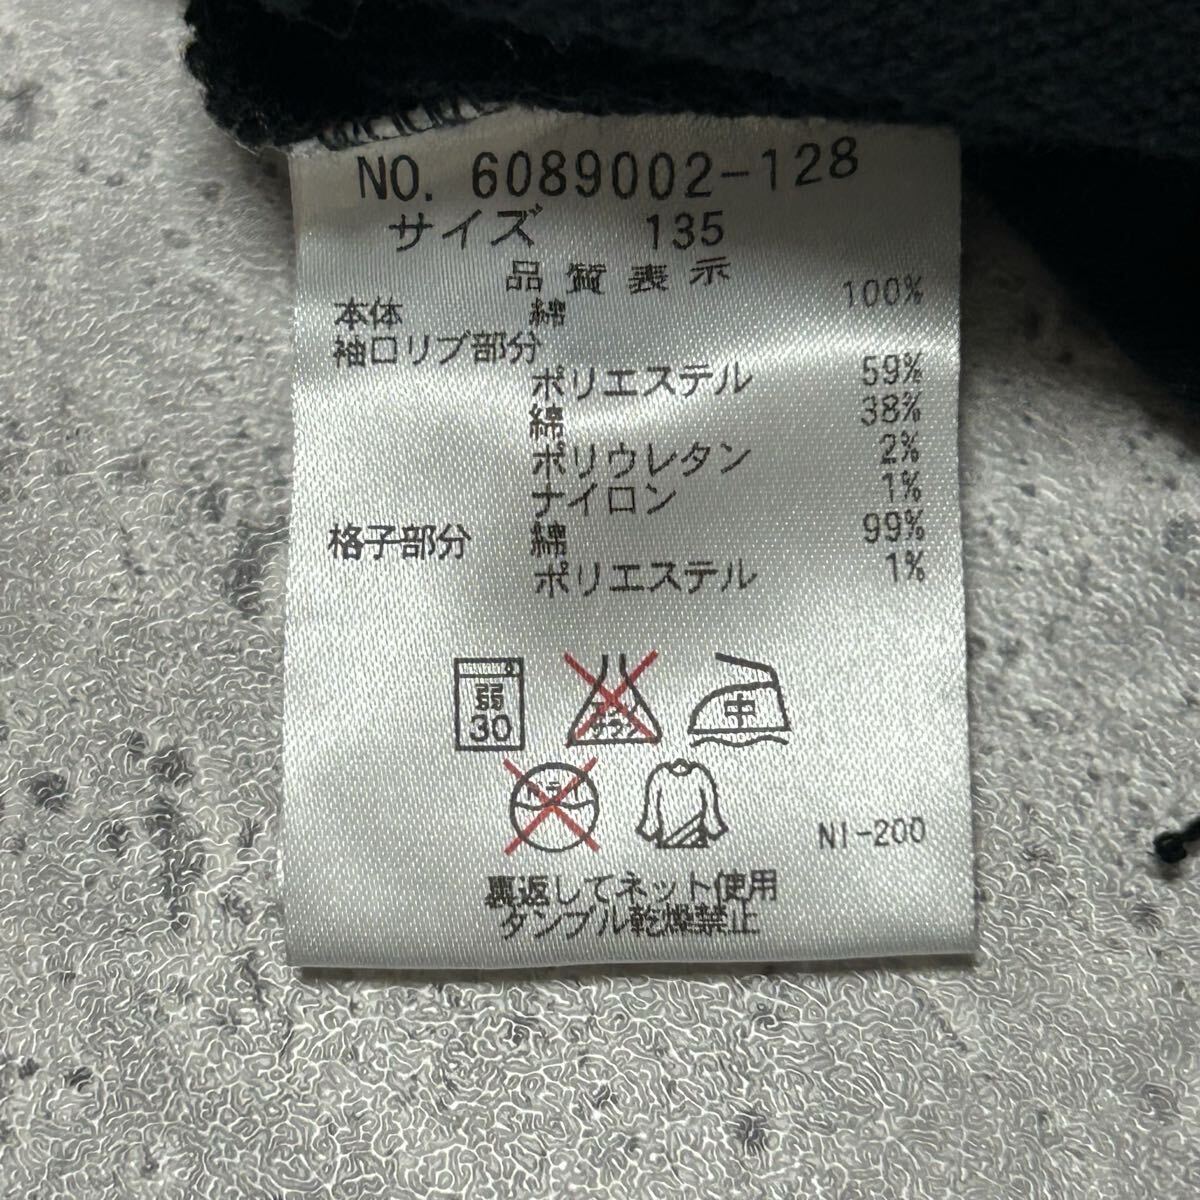 NO. 6089002-128
サイズ 135
品質表示
本体 綿 100%
袖口リブ部分
ポリエステル 59%
綿 38%
ポリウレタン 2%
ナイロン 1%
格子部分 綿 99%
ポリエステル 1%
弱 30
中
NI-200
裏返してネット使用
タンブル乾燥禁止